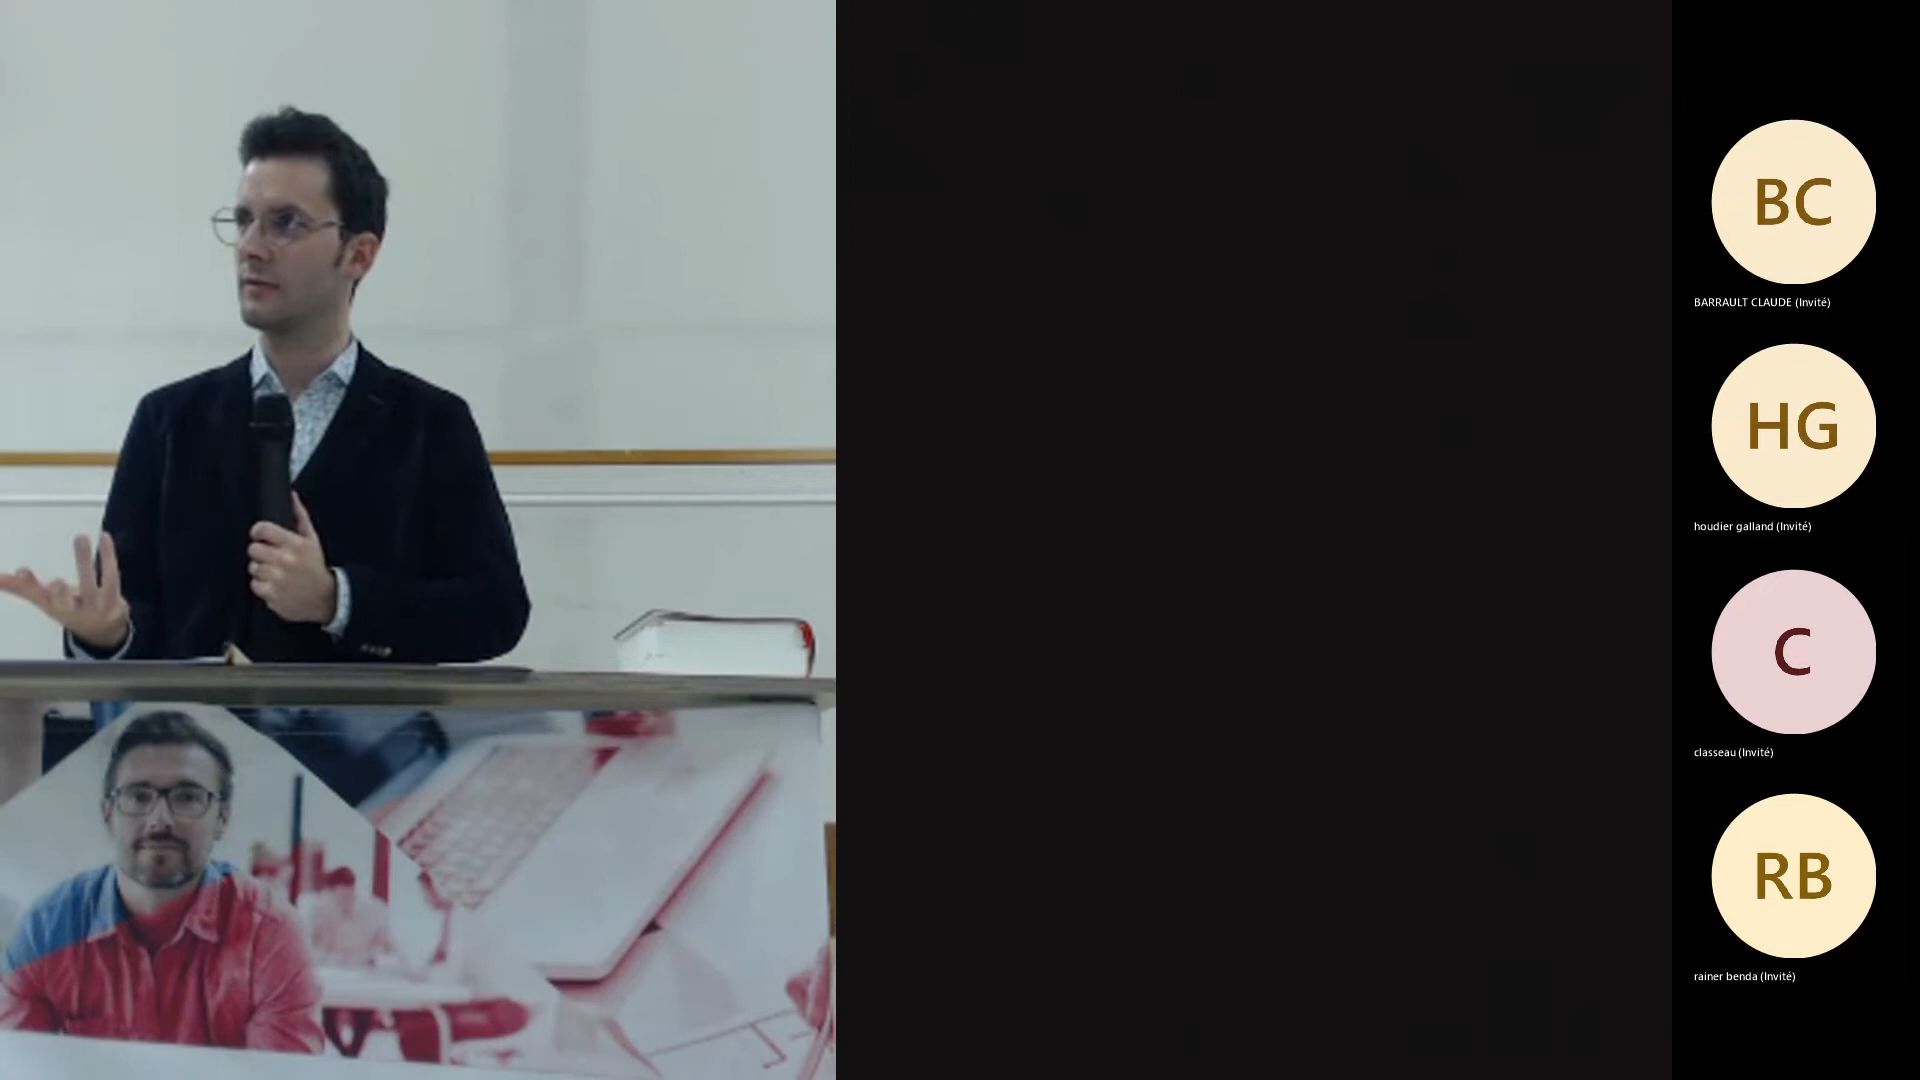 BC
BARRAULT CLAUDE (Invité)
HG
houdier galland (Invité)
C
classeau (Invité)
RB
rainer benda (Invité)